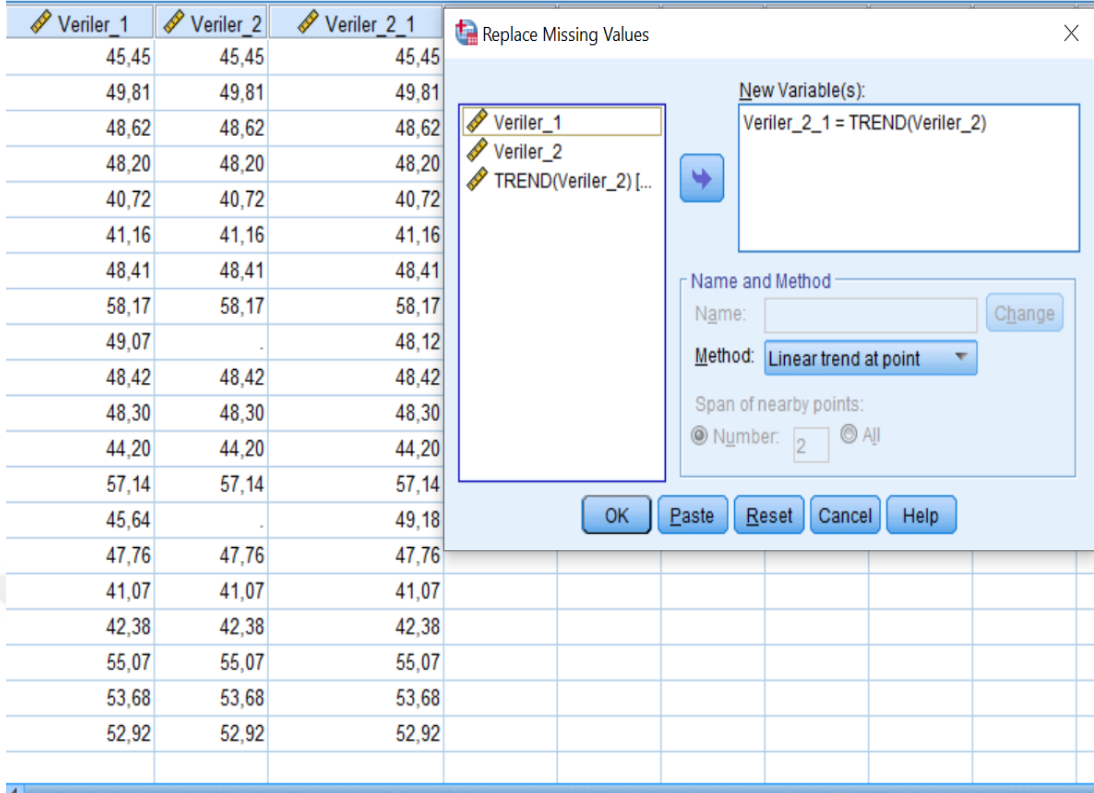 Veriler_1 Veriler_2 Veriler_2_1
45,45 45,45 45,45
49,81 49,81 49,81
48,62 48,62 48,62
48,20 48,20 48,20
40,72 40,72 40,72
41,16 41,16 41,16
48,41 48,41 48,41
58,17 58,17 58,17
49,07 . 48,12
48,42 48,42 48,42
48,30 48,30 48,30
44,20 44,20 44,20
57,14 57,14 57,14
45,64 . 49,18
47,76 47,76 47,76
41,07 41,07 41,07
42,38 42,38 42,38
55,07 55,07 55,07
53,68 53,68 53,68
52,92 52,92 52,92
Replace Missing Values
Veriler_1
Veriler_2
TREND(Veriler_2) [...
New Variable(s):
Veriler_2_1 = TREND(Veriler_2)
Name and Method
Name: Change
Method: Linear trend at point
Span of nearby points:
Number: 2 All
OK Paste Reset Cancel Help